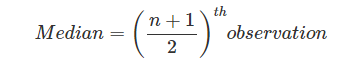 Median = ( (n + 1) / 2 )^th observation